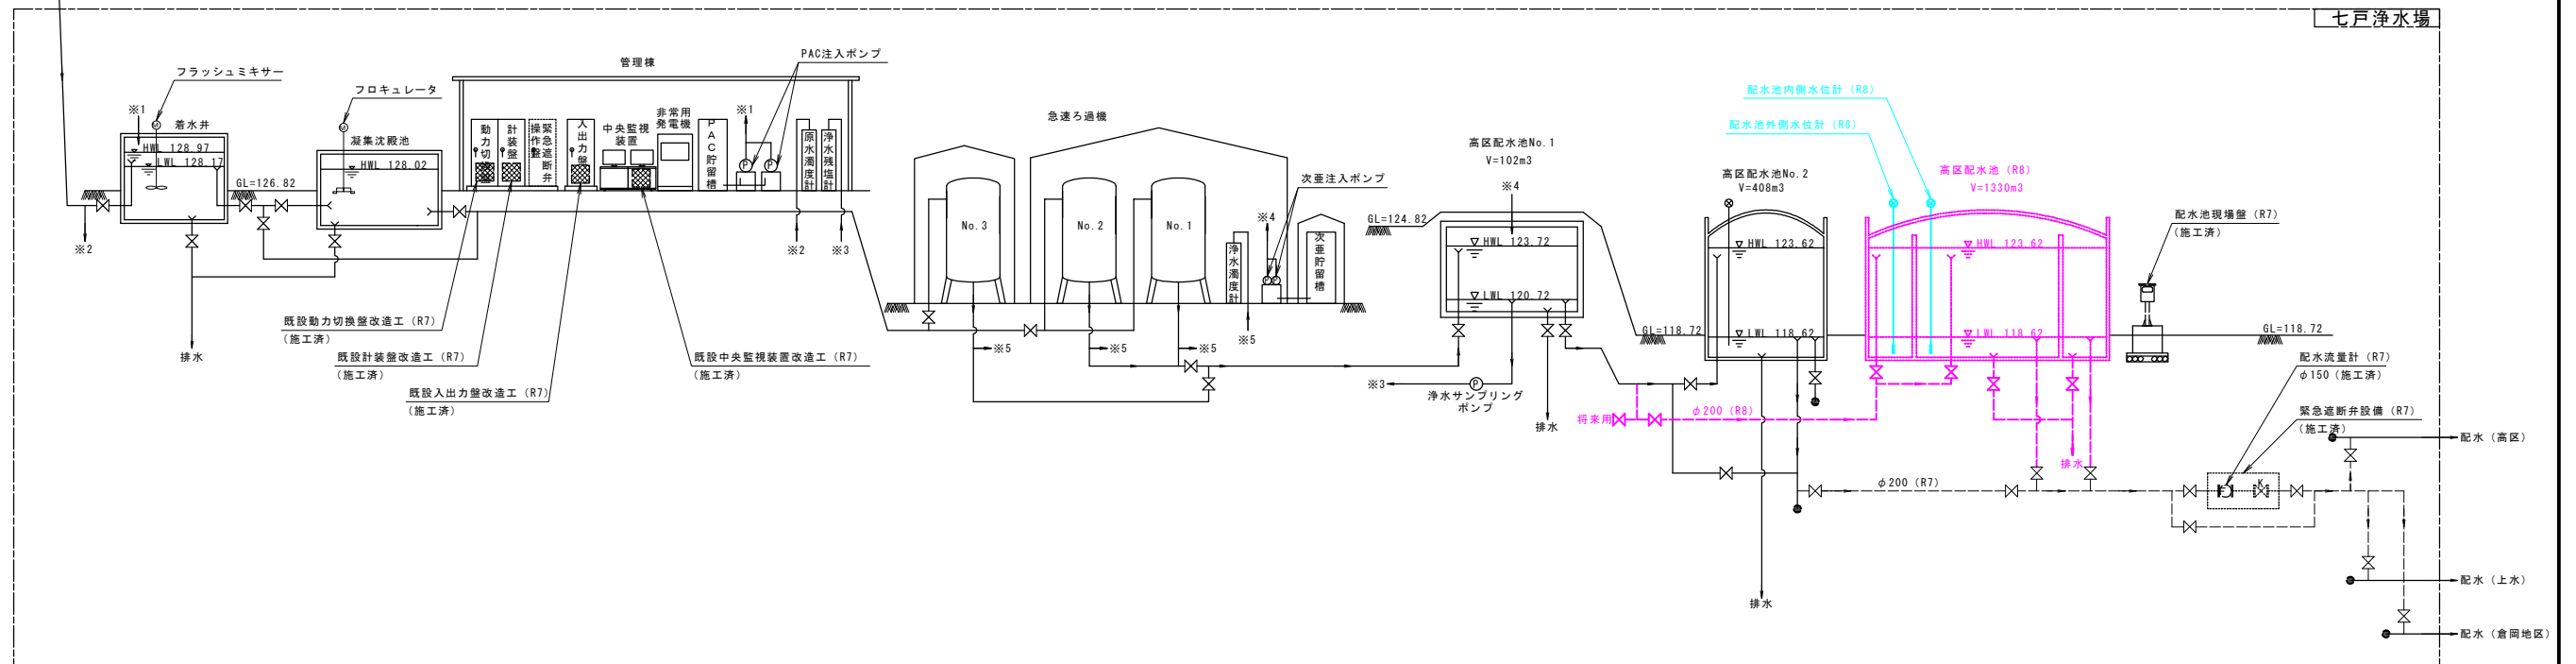 七戸浄水場
フラッシュミキサー
※1
着水井
HWL 128.97
LWL 128.17
※2
排水
GL=126.82
フロキュレータ
凝集沈殿池
HWL 128.02
管理棟
PAC注入ポンプ
計装盤
緊急遮断弁
操作盤
入出力盤
中央監視
装置
非常用
発電機
PAC貯留槽
※1
P
P
原水濁度計
浄水残塩計
※2
※3
既設動力切換盤改造工(R7)
(施工済)
既設計装盤改造工(R7)
(施工済)
既設入出力盤改造工(R7)
(施工済)
既設中央監視装置改造工(R7)
(施工済)
急速ろ過機
No.3
No.2
No.1
※5
※5
※5
浄水濁度計
※4
P
P
※5
次亜注入ポンプ
次亜貯留槽
高区配水池No.1
V=102m3
※4
GL=124.82
HWL 123.72
LWL 120.72
※3
P
浄水サンプリング
ポンプ
排水
高区配水池No.2
V=408m3
HWL 123.62
LWL 118.62
GL=118.72
排水
配水池内側水位計(R8)
配水池外側水位計(R8)
高区配水池(R8)
V=1330m3
HWL 123.62
LWL 118.62
将来用
φ200(R8)
排水
φ200(R7)
配水池現場盤(R7)
(施工済)
GL=118.72
配水流量計(R7)
φ150(施工済)
緊急遮断弁設備(R7)
(施工済)
K
配水(高区)
配水(上水)
配水(倉岡地区)